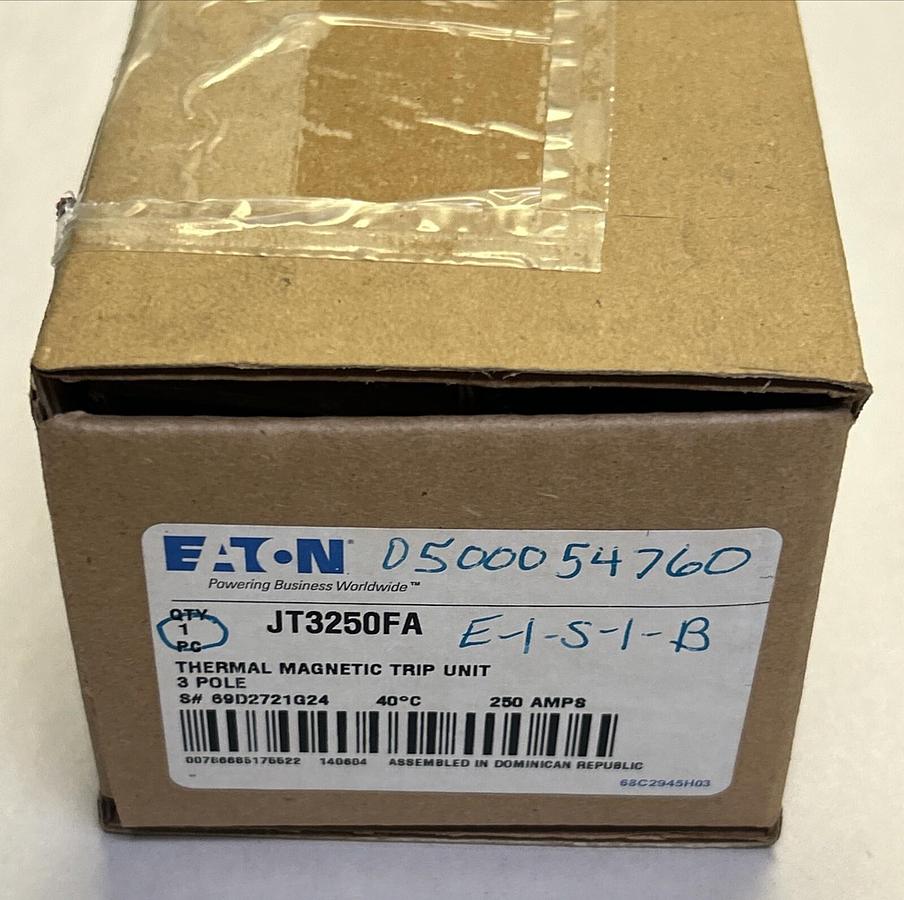 EATON 0500054760
Powering Business Worldwide™
QTY
1
PC
JT3250FA E-1-S-1-B
THERMAL MAGNETIC TRIP UNIT
3 POLE
S# 69D2721G24 40°C 250 AMPS
140604 ASSEMBLED IN DOMINICAN REPUBLIC
68C2945H03